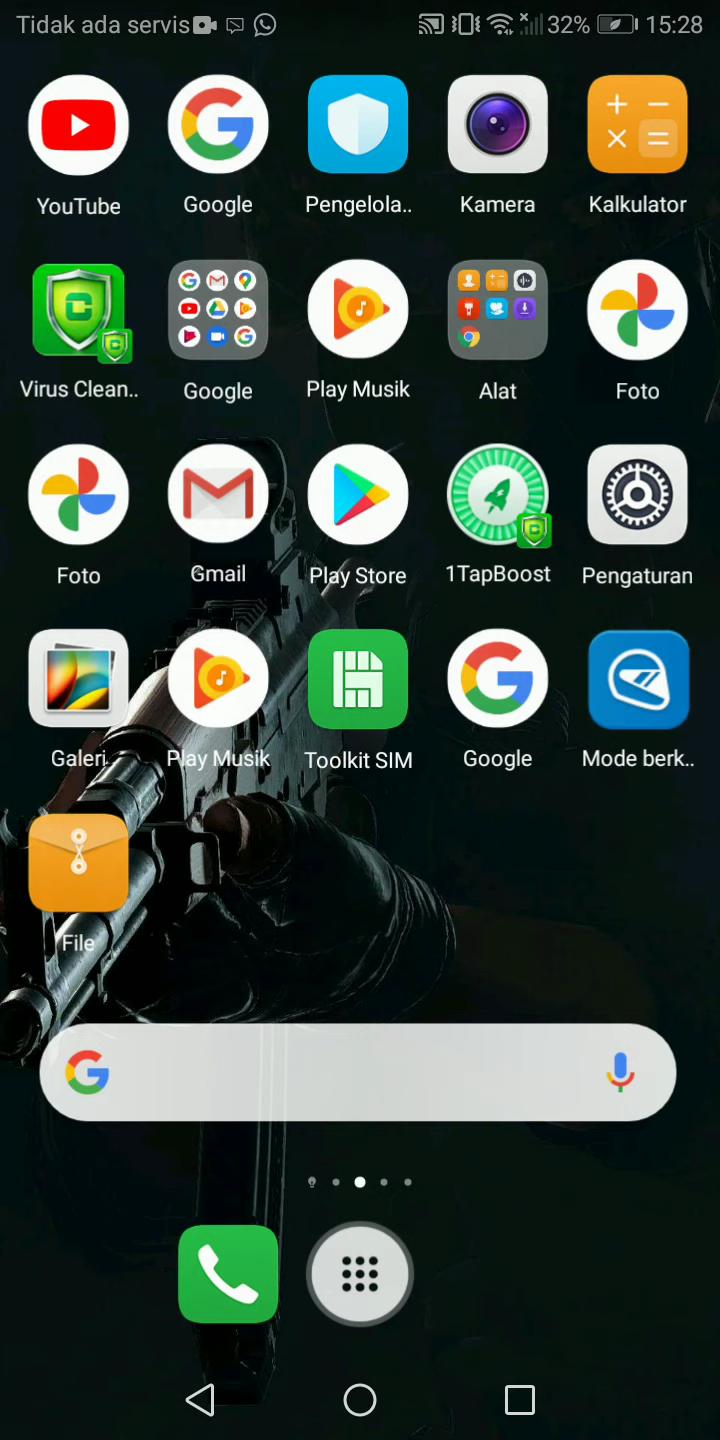 Tidak ada servis 32% 15:28
YouTube Google Pengelola.. Kamera Kalkulator
Virus Clean.. Google Play Musik Alat Foto
Foto Gmail Play Store 1TapBoost Pengaturan
Galeri Play Musik Toolkit SIM Google Mode berk..
File